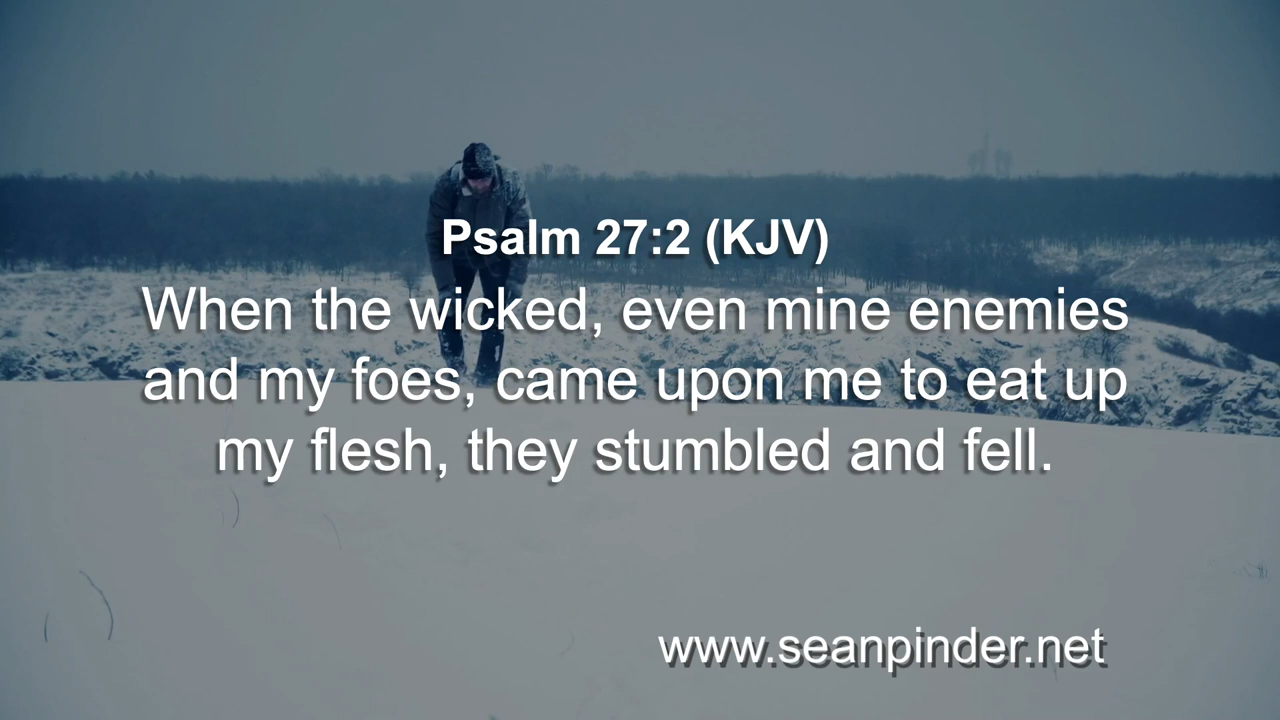 Psalm 27:2 (KJV)
When the wicked, even mine enemies
and my foes, came upon me to eat up
my flesh, they stumbled and fell.
www.seanpinder.net